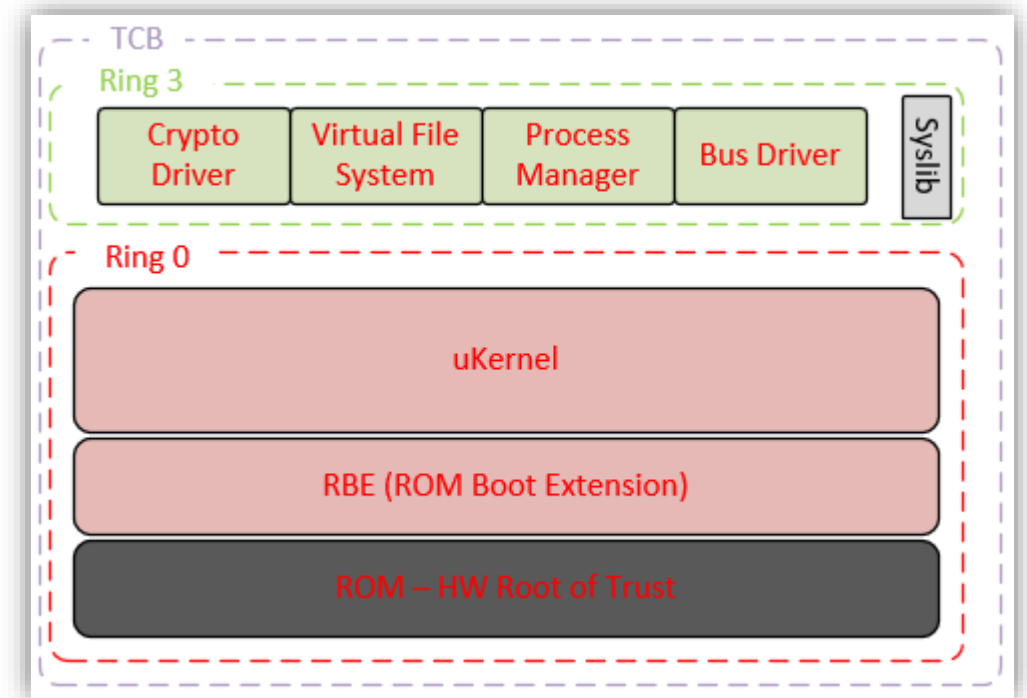 TCB
Ring 3
Crypto
Driver
Virtual File
System
Process
Manager
Bus Driver
Syslib
Ring 0
uKernel
RBE (ROM Boot Extension)
ROM – HW Root of Trust